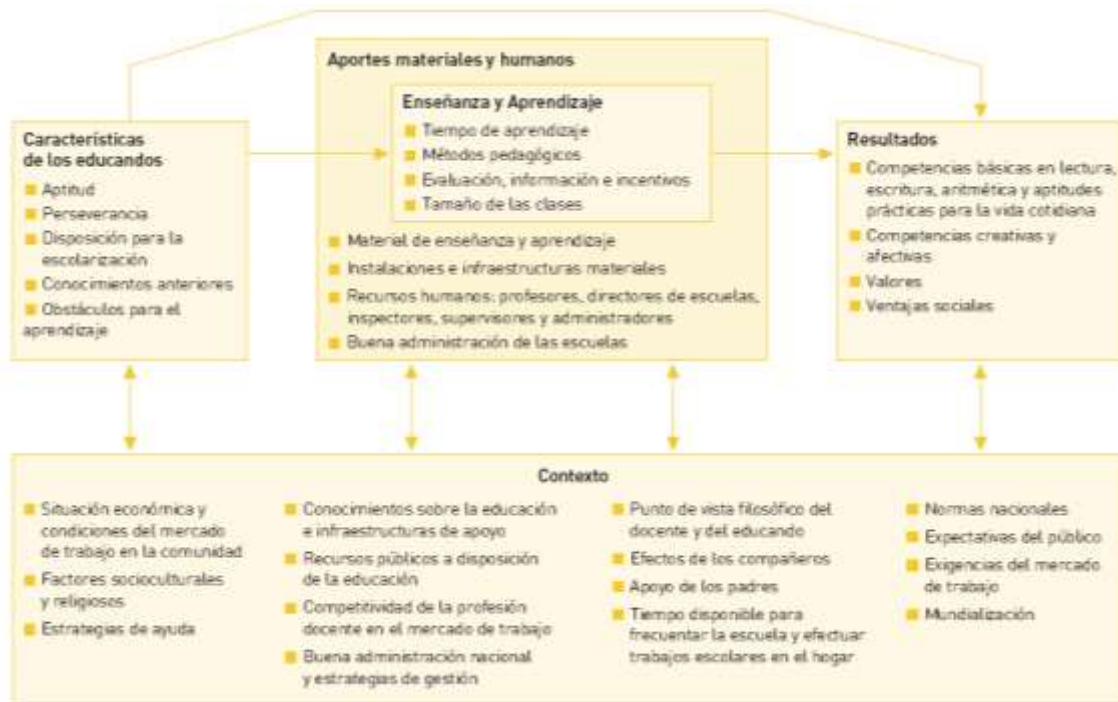 Aportes materiales y humanos
Enseñanza y Aprendizaje
Tiempo de aprendizaje
Métodos pedagógicos
Evaluación, información e incentivos
Tamaño de las clases
Material de enseñanza y aprendizaje
Instalaciones e infraestructuras materiales
Recursos humanos: profesores, directores de escuelas,
inspectores, supervisores y administradores
Buena administración de las escuelas
Características
de los educandos
Aptitud
Perseverancia
Disposición para la
escolarización
Conocimientos anteriores
Obstáculos para el
aprendizaje
Resultados
Competencias básicas en lectura,
escritura, aritmética y aptitudes
prácticas para la vida cotidiana
Competencias creativas y
afectivas
Valores
Ventajas sociales
Contexto
Situación económica y
condiciones del mercado
de trabajo en la comunidad
Factores socioculturales
y religiosos
Estrategias de ayuda
Conocimientos sobre la educación
e infraestructuras de apoyo
Recursos públicos a disposición
de la educación
Competitividad de la profesión
docente en el mercado de trabajo
Buena administración nacional
y estrategias de gestión
Punto de vista filosófico del
docente y del educando
Efectos de los compañeros
Apoyo de los padres
Tiempo disponible para
frecuentar la escuela y efectuar
trabajos escolares en el hogar
Normas nacionales
Expectativas del público
Exigencias del mercado
de trabajo
Mundialización